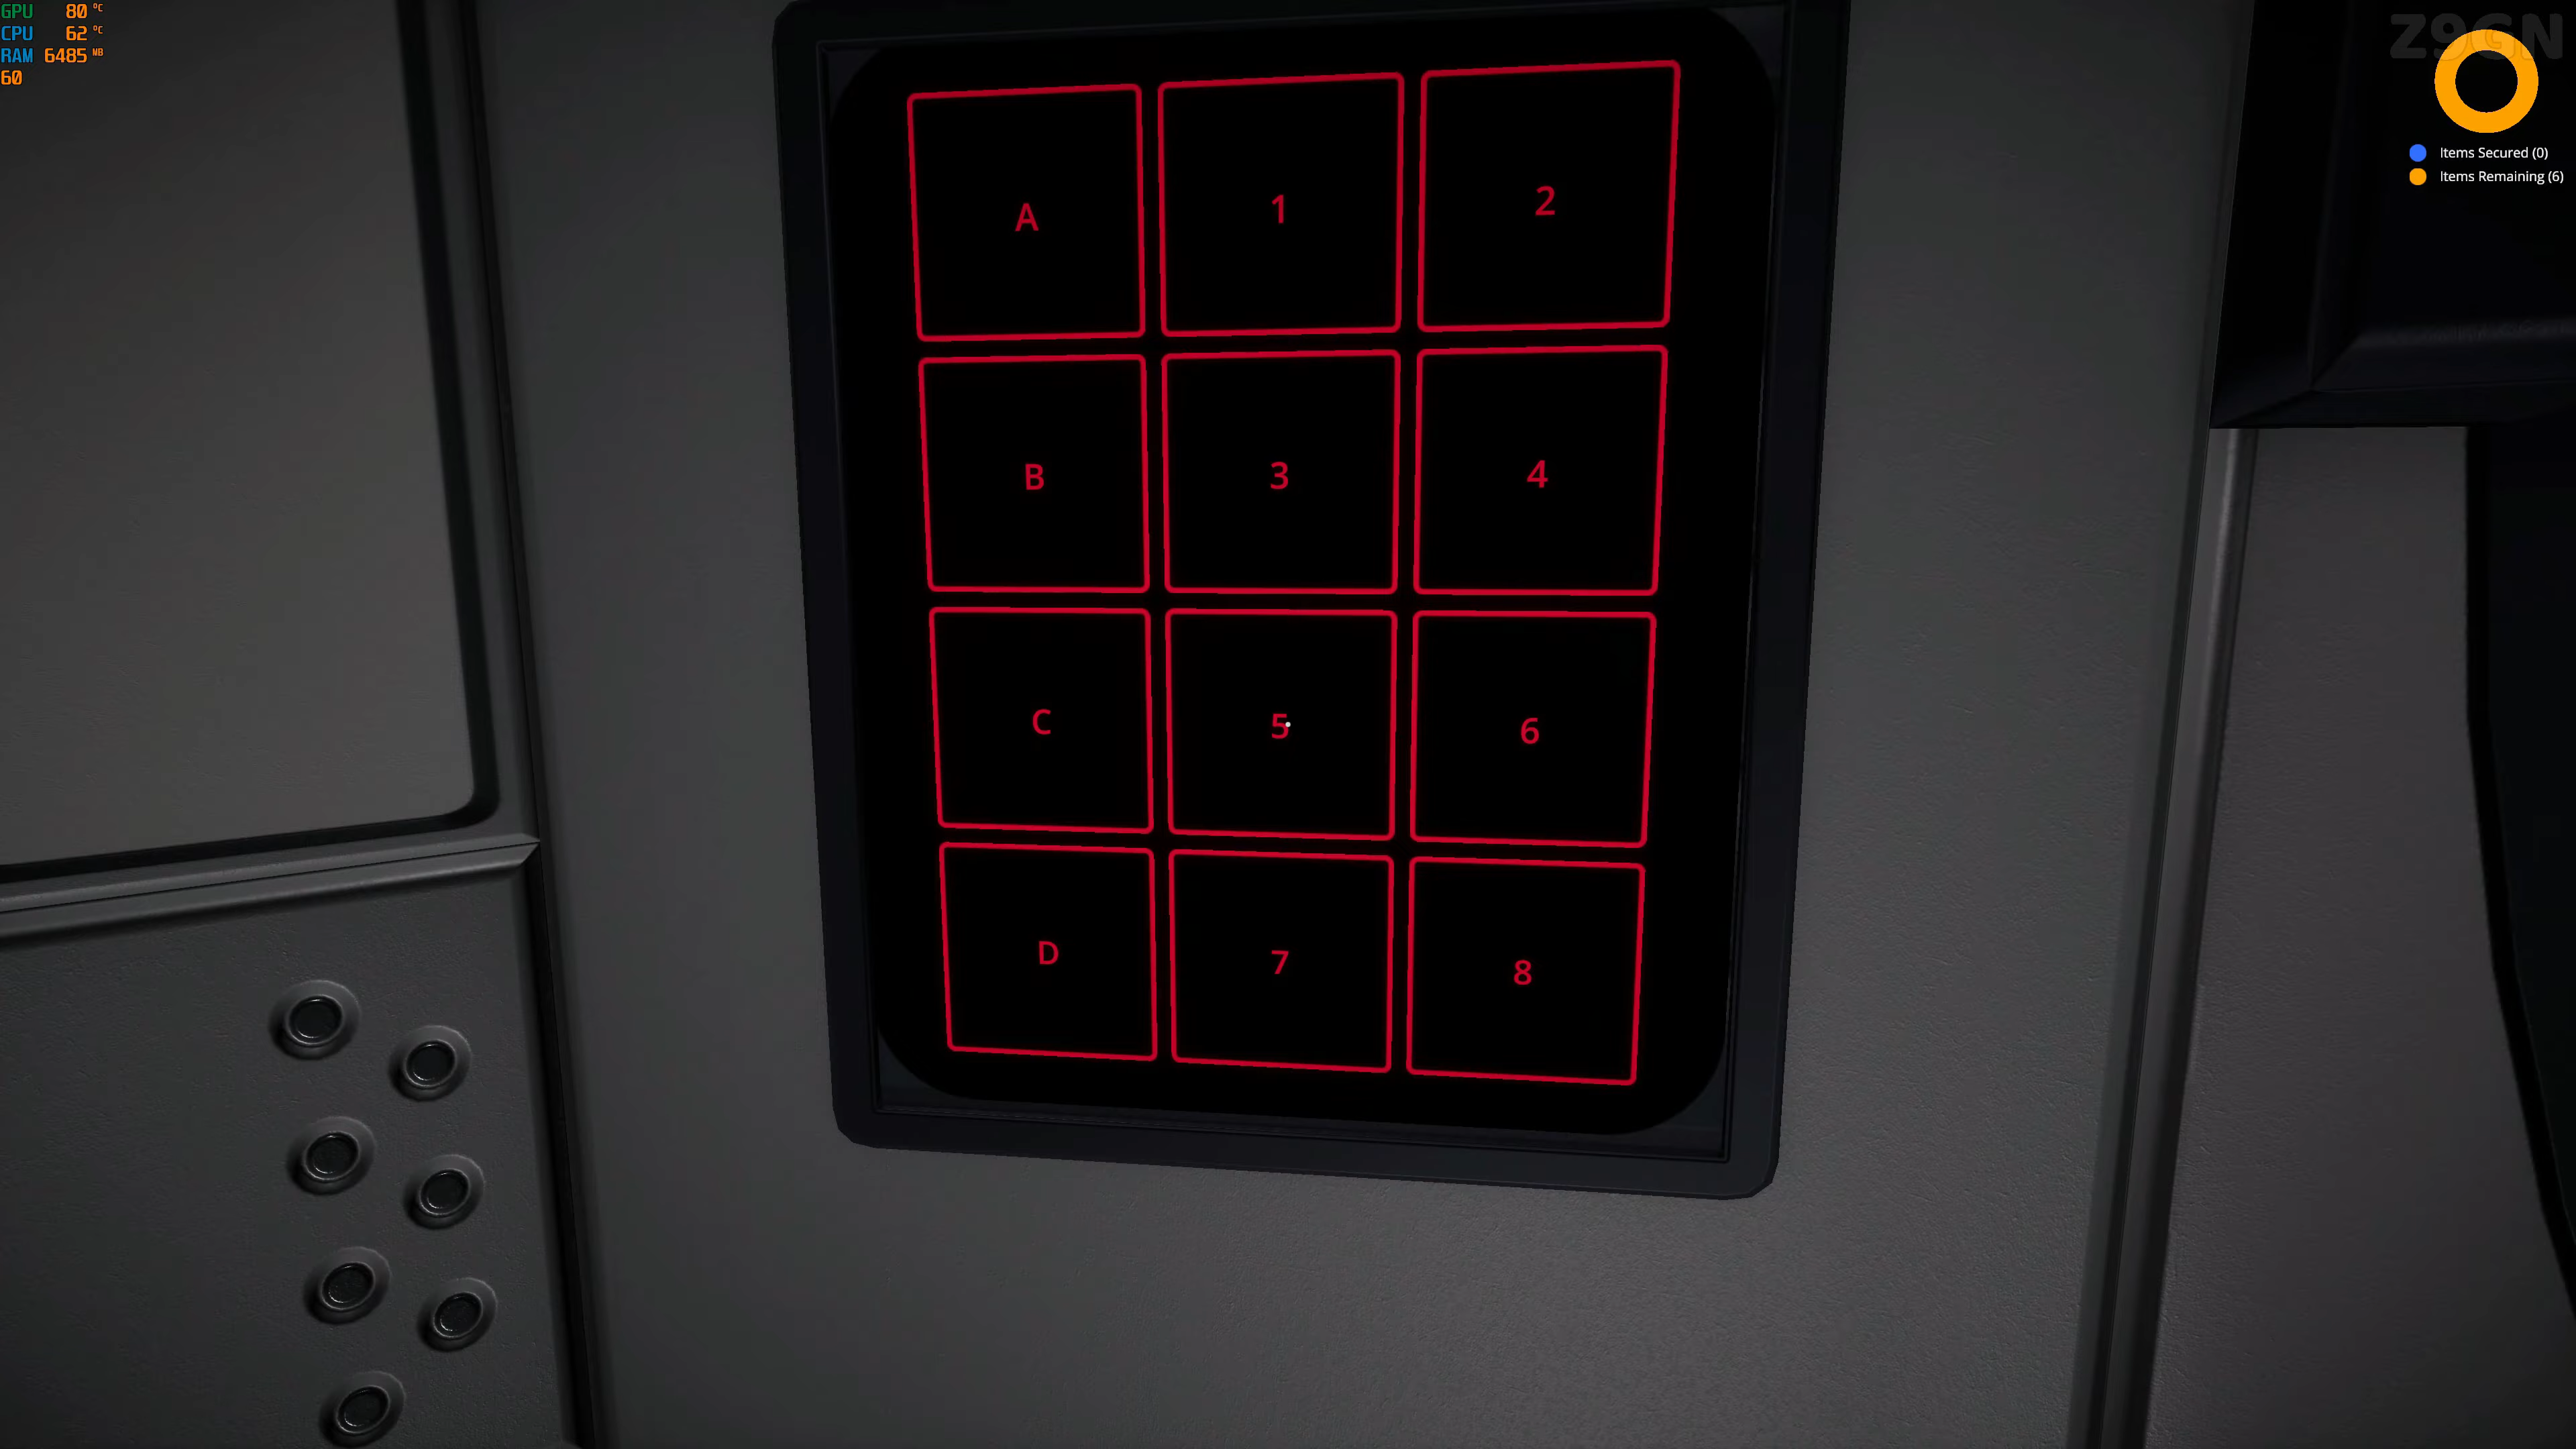 GPU 80 °C
CPU 62 °C
RAM 6485 MB
60
Z9GN
Items Secured (0)
Items Remaining (6)
A 1 2
B 3 4
C 5 6
D 7 8